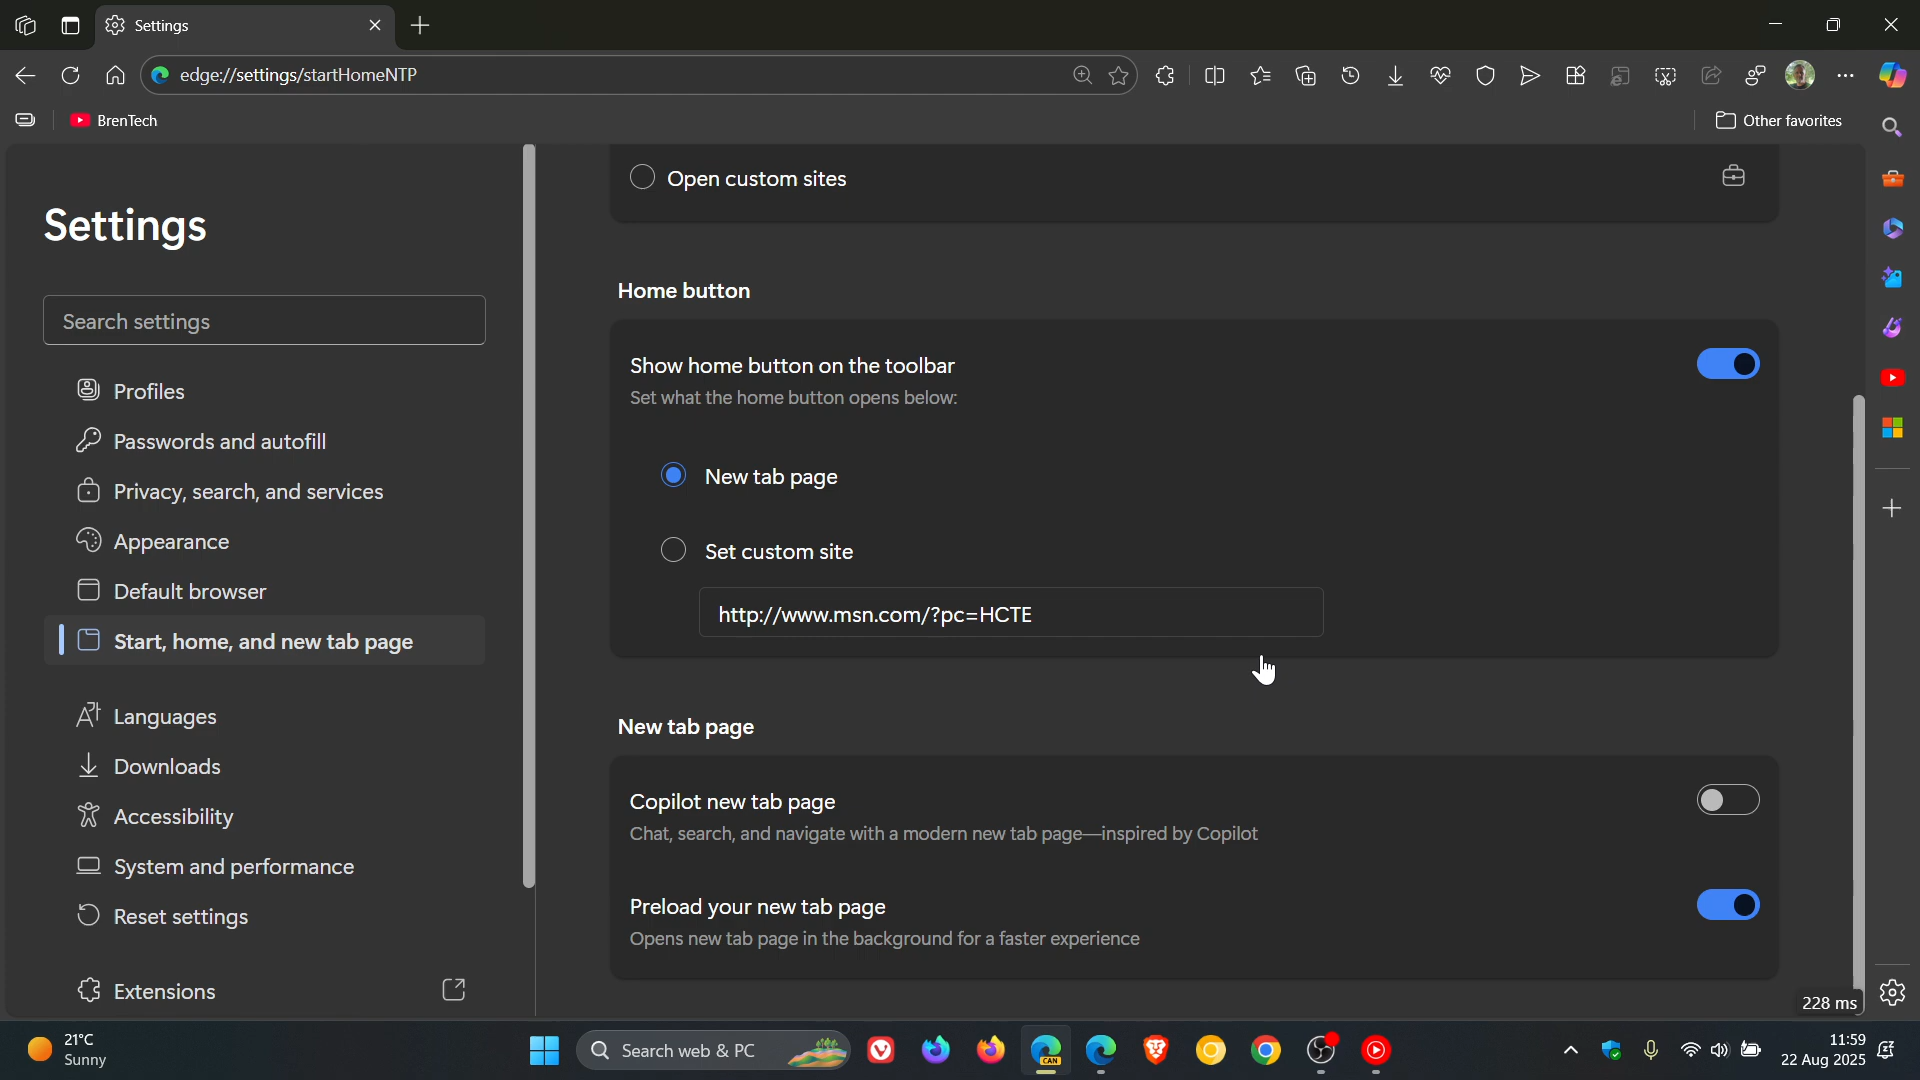 Settings
edge://settings/startHomeNTP
BrenTech
Other favorites
Settings
Search settings
Profiles
Passwords and autofill
Privacy, search, and services
Appearance
Default browser
Start, home, and new tab page
Languages
Downloads
Accessibility
System and performance
Reset settings
Extensions
Open custom sites
Home button
Show home button on the toolbar
Set what the home button opens below:
New tab page
Set custom site
http://www.msn.com/?pc=HCTE
New tab page
Copilot new tab page
Chat, search, and navigate with a modern new tab page—inspired by Copilot
Preload your new tab page
Opens new tab page in the background for a faster experience
228 ms
21°C
Sunny
Search web & PC
CAN
11:59
22 Aug 2025